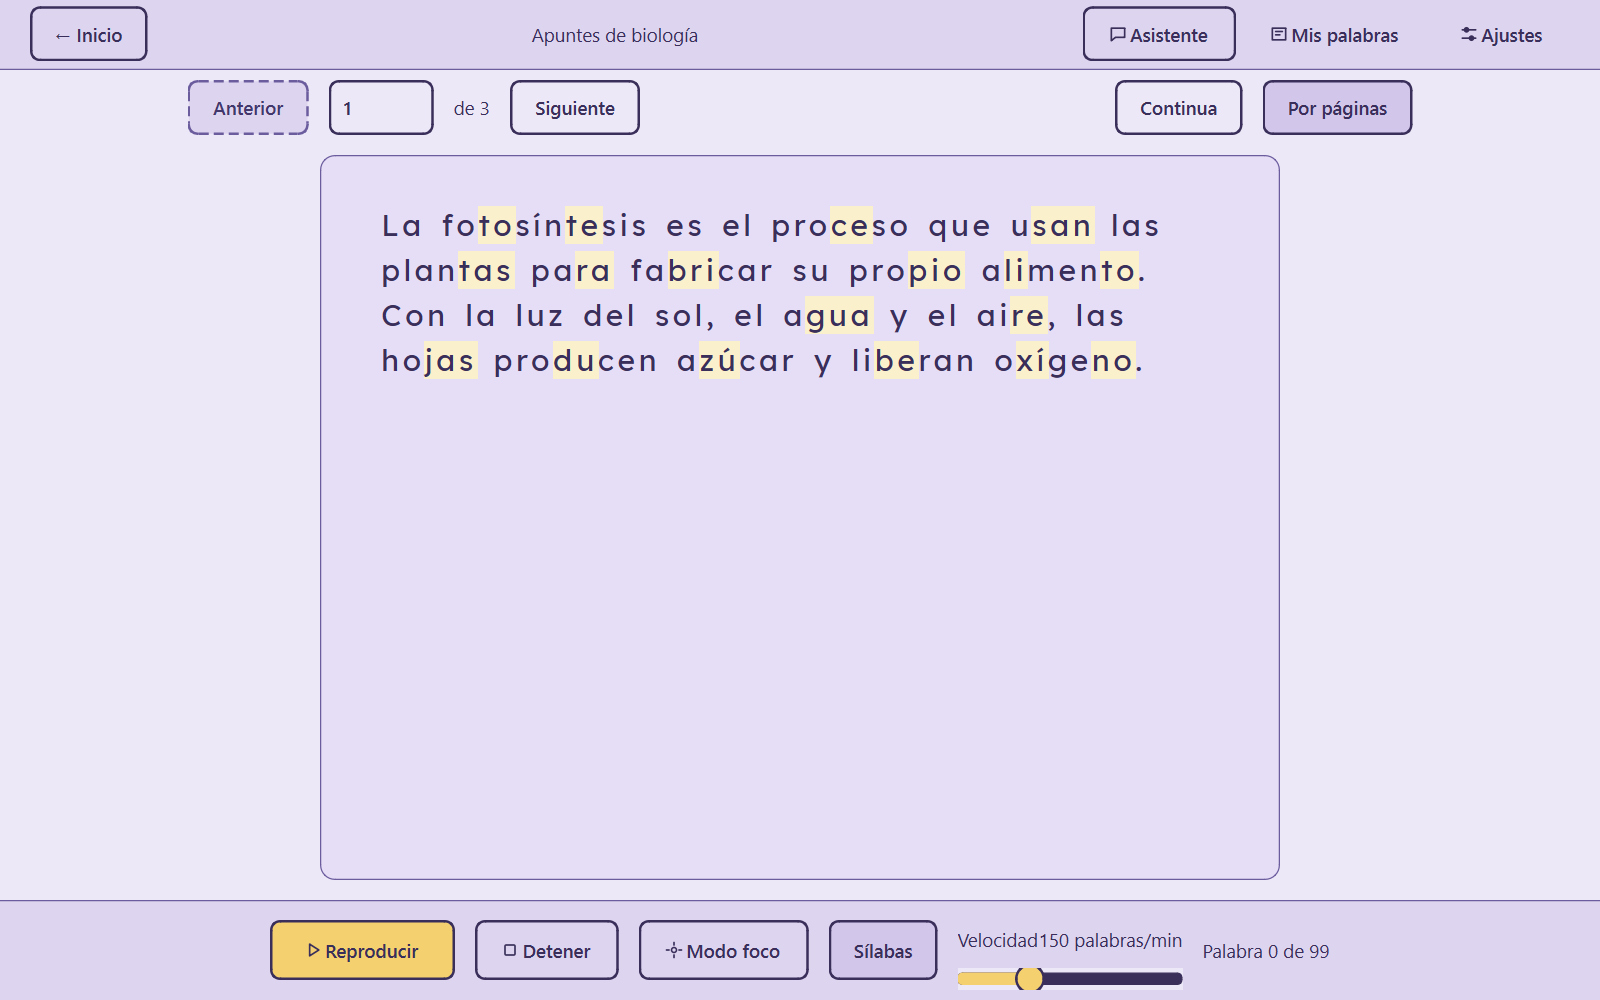 ← Inicio
Apuntes de biología
Asistente
Mis palabras
Ajustes
Anterior
1
de 3
Siguiente
Continua
Por páginas
La fotosíntesis es el proceso que usan las
plantas para fabricar su propio alimento.
Con la luz del sol, el agua y el aire, las
hojas producen azúcar y liberan oxígeno.
Reproducir
Detener
Modo foco
Sílabas
Velocidad150 palabras/min
Palabra 0 de 99